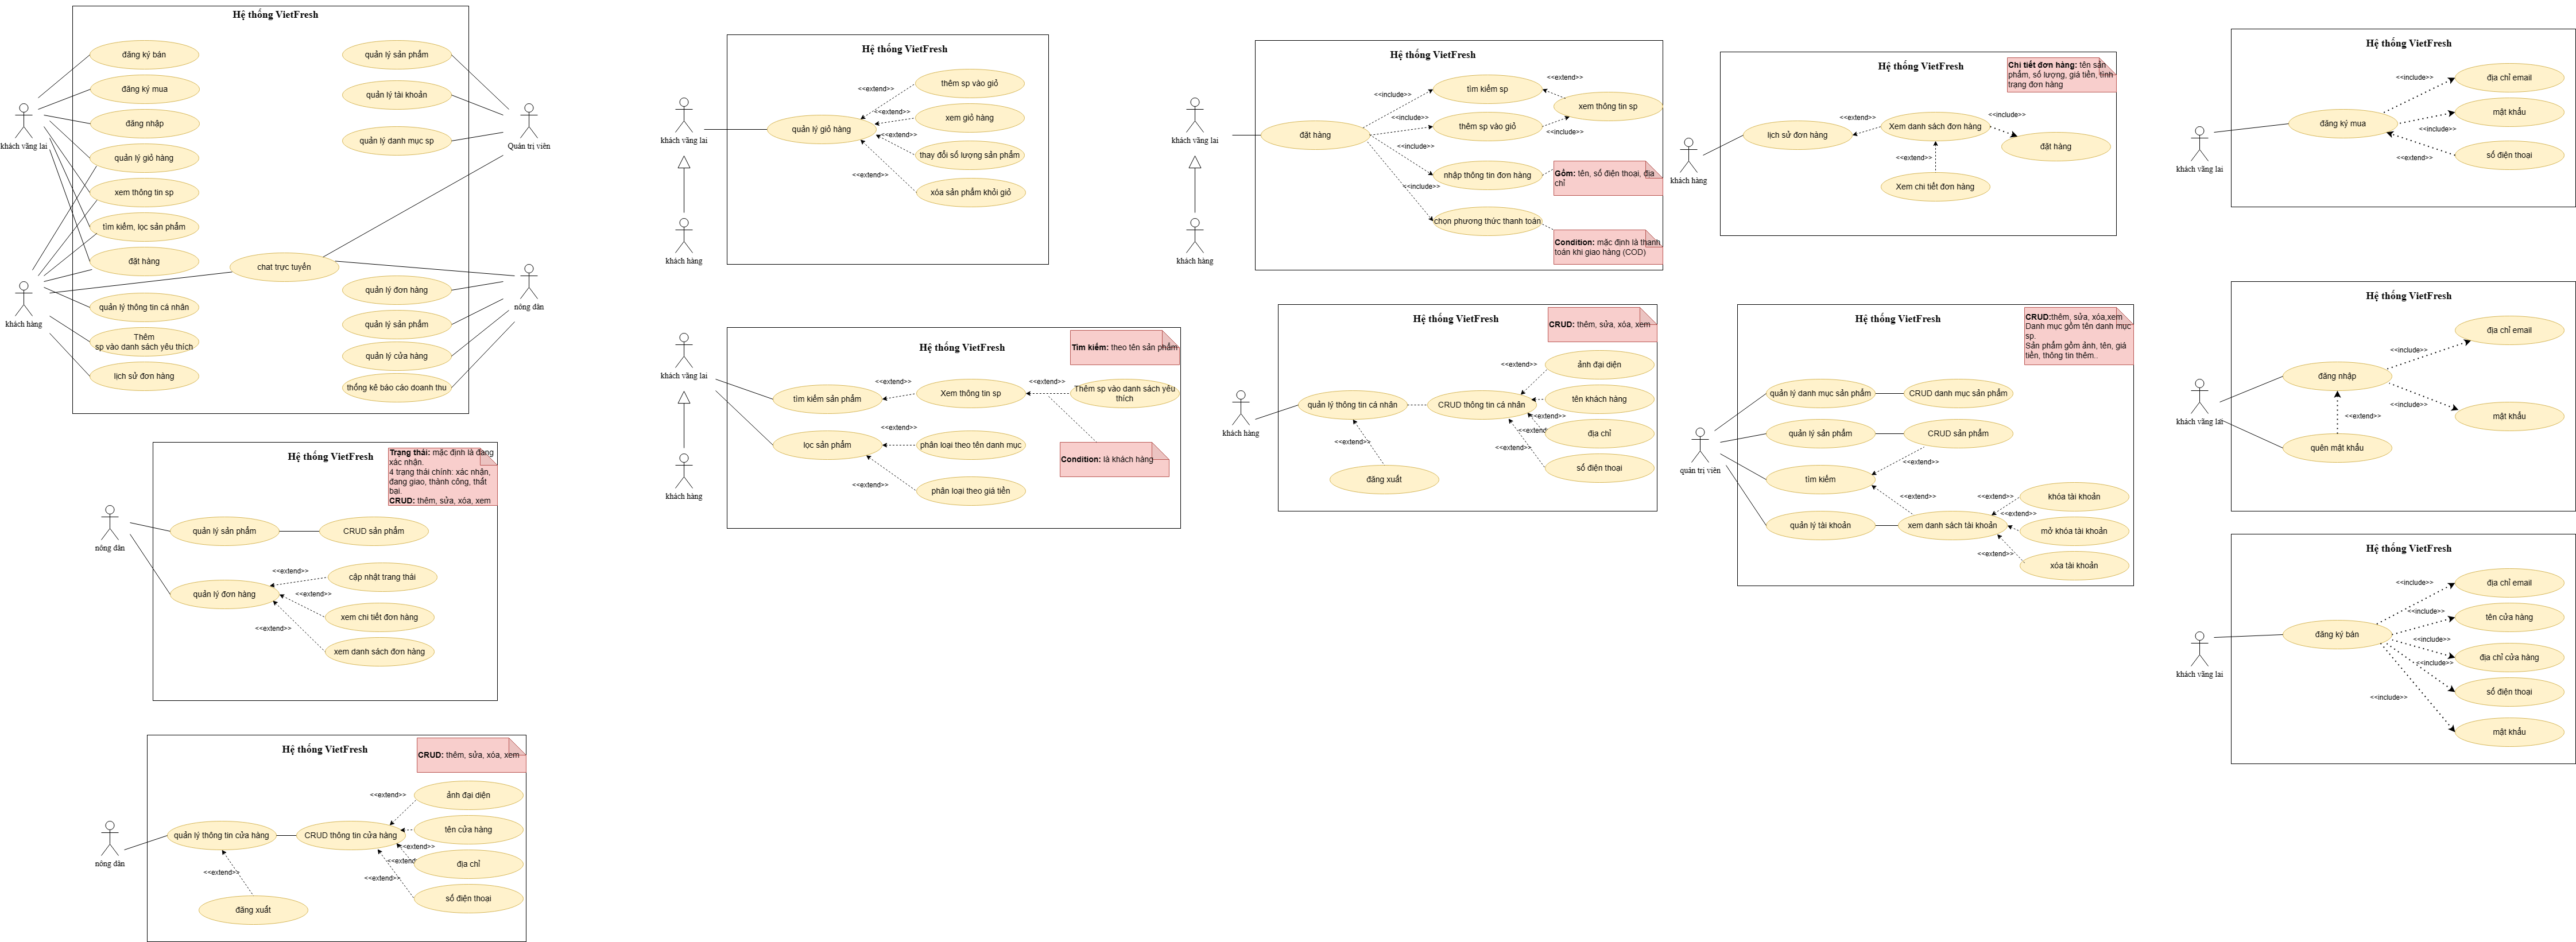 Hệ thống VietFresh
đăng ký bán
đăng ký mua
đăng nhập
quản lý giỏ hàng
xem thông tin sp
tìm kiếm, lọc sản phẩm
đặt hàng
quản lý thông tin cá nhân
Thêm
sp vào danh sách yêu thích
lịch sử đơn hàng
quản lý sản phẩm
quản lý tài khoản
quản lý danh mục sp
chat trực tuyến
quản lý đơn hàng
quản lý sản phẩm
quản lý cửa hàng
thống kê báo cáo doanh thu
khách vãng lai
khách hàng
Quản trị viên
nông dân
Hệ thống VietFresh
khách vãng lai
khách hàng
quản lý giỏ hàng
<<extend>>
<<extend>>
<<extend>>
<<extend>>
thêm sp vào giỏ
xem giỏ hàng
thay đổi số lượng sản phẩm
xóa sản phẩm khỏi giỏ
Hệ thống VietFresh
khách vãng lai
khách hàng
đặt hàng
<<include>>
<<include>>
<<include>>
<<include>>
tìm kiếm sp
thêm sp vào giỏ
nhập thông tin đơn hàng
chọn phương thức thanh toán
<<extend>>
xem thông tin sp
<<include>>
Gồm: tên, số điện thoại, địa
chỉ
Condition: mặc định là thanh
toán khi giao hàng (COD)
Hệ thống VietFresh
Chi tiết đơn hàng: tên sản
phẩm, số lượng, giá tiền, tình
trạng đơn hàng
khách hàng
lịch sử đơn hàng
<<extend>>
Xem danh sách đơn hàng
<<include>>
đặt hàng
<<extend>>
Xem chi tiết đơn hàng
Hệ thống VietFresh
khách vãng lai
đăng ký mua
<<include>>
<<include>>
<<extend>>
địa chỉ email
mật khẩu
số điện thoại
Hệ thống VietFresh
Tìm kiếm: theo tên sản phẩm
khách vãng lai
khách hàng
tìm kiếm sản phẩm
<<extend>>
Xem thông tin sp
<<extend>>
Thêm sp vào danh sách yêu
thích
lọc sản phẩm
<<extend>>
phân loại theo tên danh mục
<<extend>>
phân loại theo giá tiền
Condition: là khách hàng
Hệ thống VietFresh
CRUD: thêm, sửa, xóa, xem
khách hàng
quản lý thông tin cá nhân
CRUD thông tin cá nhân
<<extend>>
<<extend>>
<<extend>>
<<extend>>
ảnh đại diện
tên khách hàng
địa chỉ
số điện thoại
<<extend>>
đăng xuất
Hệ thống VietFresh
CRUD:thêm, sửa, xóa,xem
Danh mục gồm tên danh mục
sp.
Sản phẩm gồm ảnh, tên, giá
tiền, thông tin thêm..
quản trị viên
quản lý danh mục sản phẩm
CRUD danh mục sản phẩm
quản lý sản phẩm
CRUD sản phẩm
<<extend>>
tìm kiếm
<<extend>>
quản lý tài khoản
xem danh sách tài khoản
<<extend>>
<<extend>>
<<extend>>
khóa tài khoản
mở khóa tài khoản
xóa tài khoản
Hệ thống VietFresh
khách vãng lai
đăng nhập
<<include>>
<<include>>
<<extend>>
địa chỉ email
mật khẩu
quên mật khẩu
Hệ thống VietFresh
Trạng thái: mặc định là đang
xác nhận.
4 trạng thái chính: xác nhận,
đang giao, thành công, thất
bại.
CRUD: thêm, sửa, xóa, xem
nông dân
quản lý sản phẩm
CRUD sản phẩm
quản lý đơn hàng
<<extend>>
<<extend>>
<<extend>>
cập nhật trang thái
xem chi tiết đơn hàng
xem danh sách đơn hàng
Hệ thống VietFresh
khách vãng lai
đăng ký bán
<<include>>
<<include>>
<<include>>
<<include>>
<<include>>
địa chỉ email
tên cửa hàng
địa chỉ cửa hàng
số điện thoại
mật khẩu
Hệ thống VietFresh
CRUD: thêm, sửa, xóa, xem
nông dân
quản lý thông tin cửa hàng
CRUD thông tin cửa hàng
<<extend>>
<<extend>>
<<extend>>
<<extend>>
ảnh đại diện
tên cửa hàng
địa chỉ
số điện thoại
<<extend>>
đăng xuất